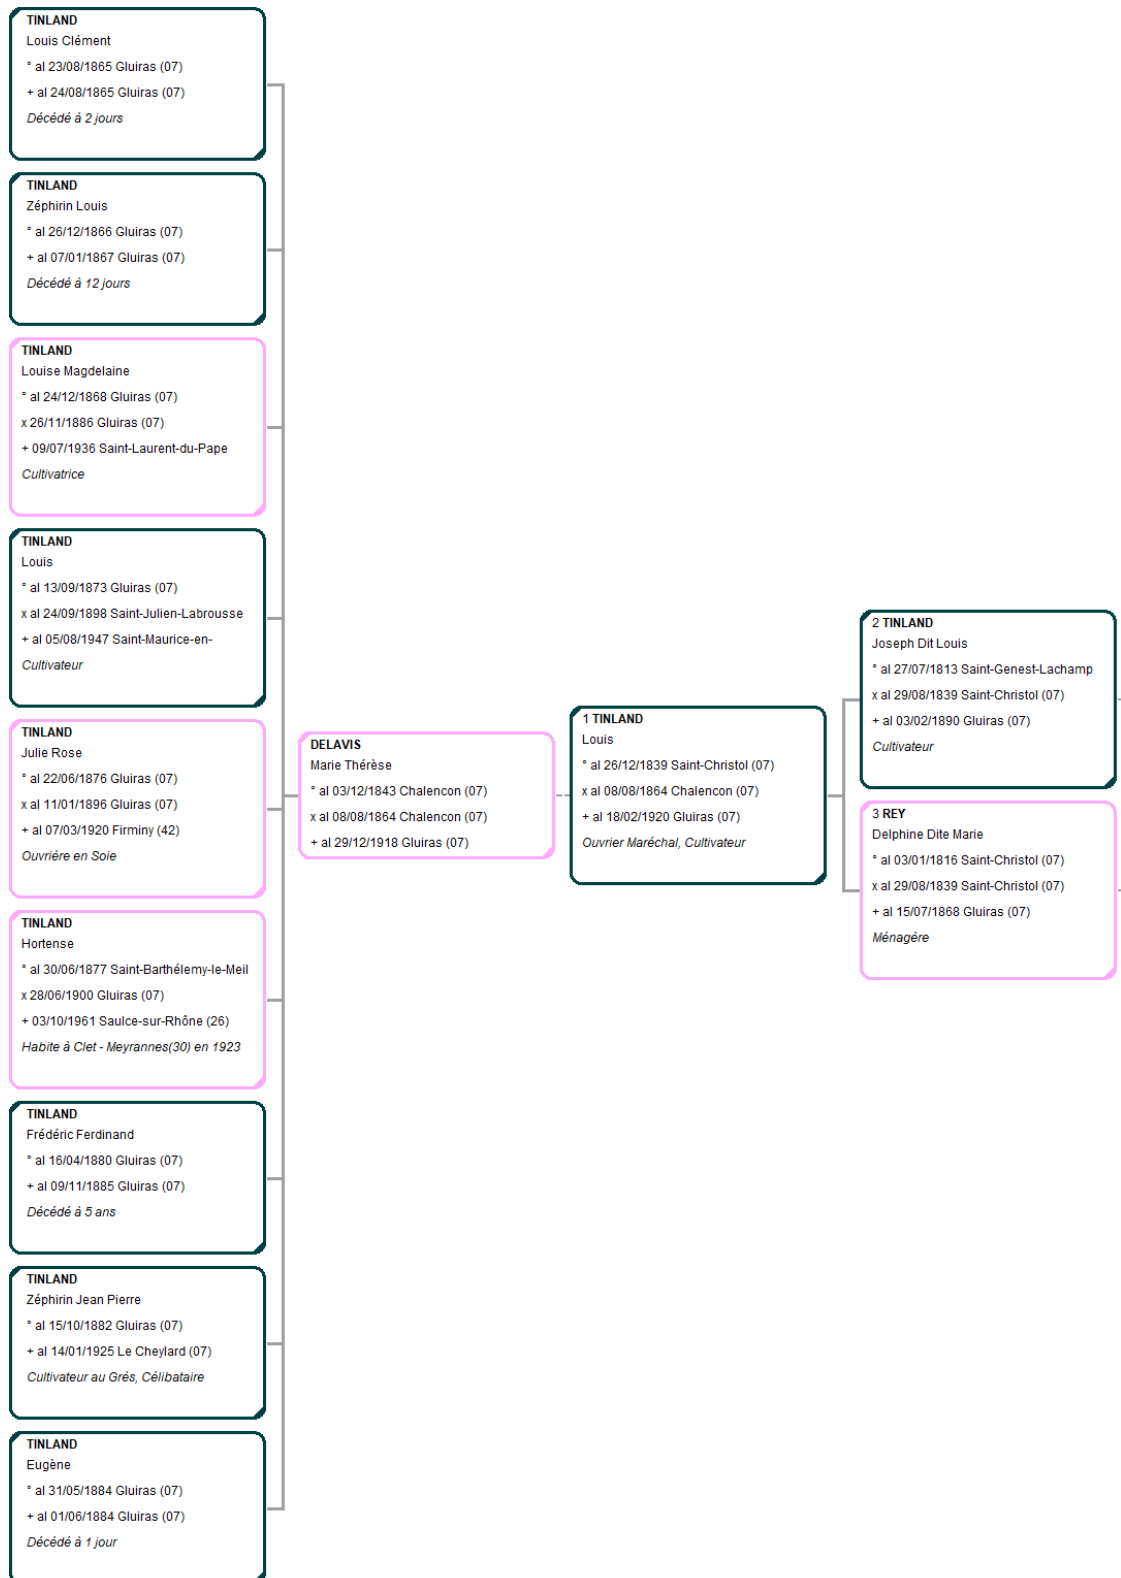 TINLAND
Louis Clément
° al 23/08/1865 Gluiras (07)
+ al 24/08/1865 Gluiras (07)
Décédé à 2 jours
TINLAND
Zéphirin Louis
° al 26/12/1866 Gluiras (07)
+ al 07/01/1867 Gluiras (07)
Décédé à 12 jours
TINLAND
Louise Magdelaine
° al 24/12/1868 Gluiras (07)
x 26/11/1886 Gluiras (07)
+ 09/07/1936 Saint-Laurent-du-Pape
Cultivatrice
TINLAND
Louis
° al 13/09/1873 Gluiras (07)
x al 24/09/1898 Saint-Julien-Labrousse
+ al 05/08/1947 Saint-Maurice-en-
Cultivateur
TINLAND
Julie Rose
° al 22/06/1876 Gluiras (07)
x al 11/01/1896 Gluiras (07)
+ al 07/03/1920 Firminy (42)
Ouvrière en Soie
TINLAND
Hortense
° al 30/06/1877 Saint-Barthélemy-le-Meil
x 28/06/1900 Gluiras (07)
+ 03/10/1961 Saulce-sur-Rhône (26)
Habite à Clet - Meyrannes(30) en 1923
TINLAND
Frédéric Ferdinand
° al 16/04/1880 Gluiras (07)
+ al 09/11/1885 Gluiras (07)
Décédé à 5 ans
TINLAND
Zéphirin Jean Pierre
° al 15/10/1882 Gluiras (07)
+ al 14/01/1925 Le Cheylard (07)
Cultivateur au Grès, Célibataire
TINLAND
Eugène
° al 31/05/1884 Gluiras (07)
+ al 01/06/1884 Gluiras (07)
Décédé à 1 jour
DELAVIS
Marie Thérèse
° al 03/12/1843 Chalencon (07)
x al 08/08/1864 Chalencon (07)
+ al 29/12/1918 Gluiras (07)
1 TINLAND
Louis
° al 26/12/1839 Saint-Christol (07)
x al 08/08/1864 Chalencon (07)
+ al 18/02/1920 Gluiras (07)
Ouvrier Maréchal, Cultivateur
2 TINLAND
Joseph Dit Louis
° al 27/07/1813 Saint-Genest-Lachamp
x al 29/08/1839 Saint-Christol (07)
+ al 03/02/1890 Gluiras (07)
Cultivateur
3 REY
Delphine Dite Marie
° al 03/01/1816 Saint-Christol (07)
x al 29/08/1839 Saint-Christol (07)
+ al 15/07/1868 Gluiras (07)
Ménagère